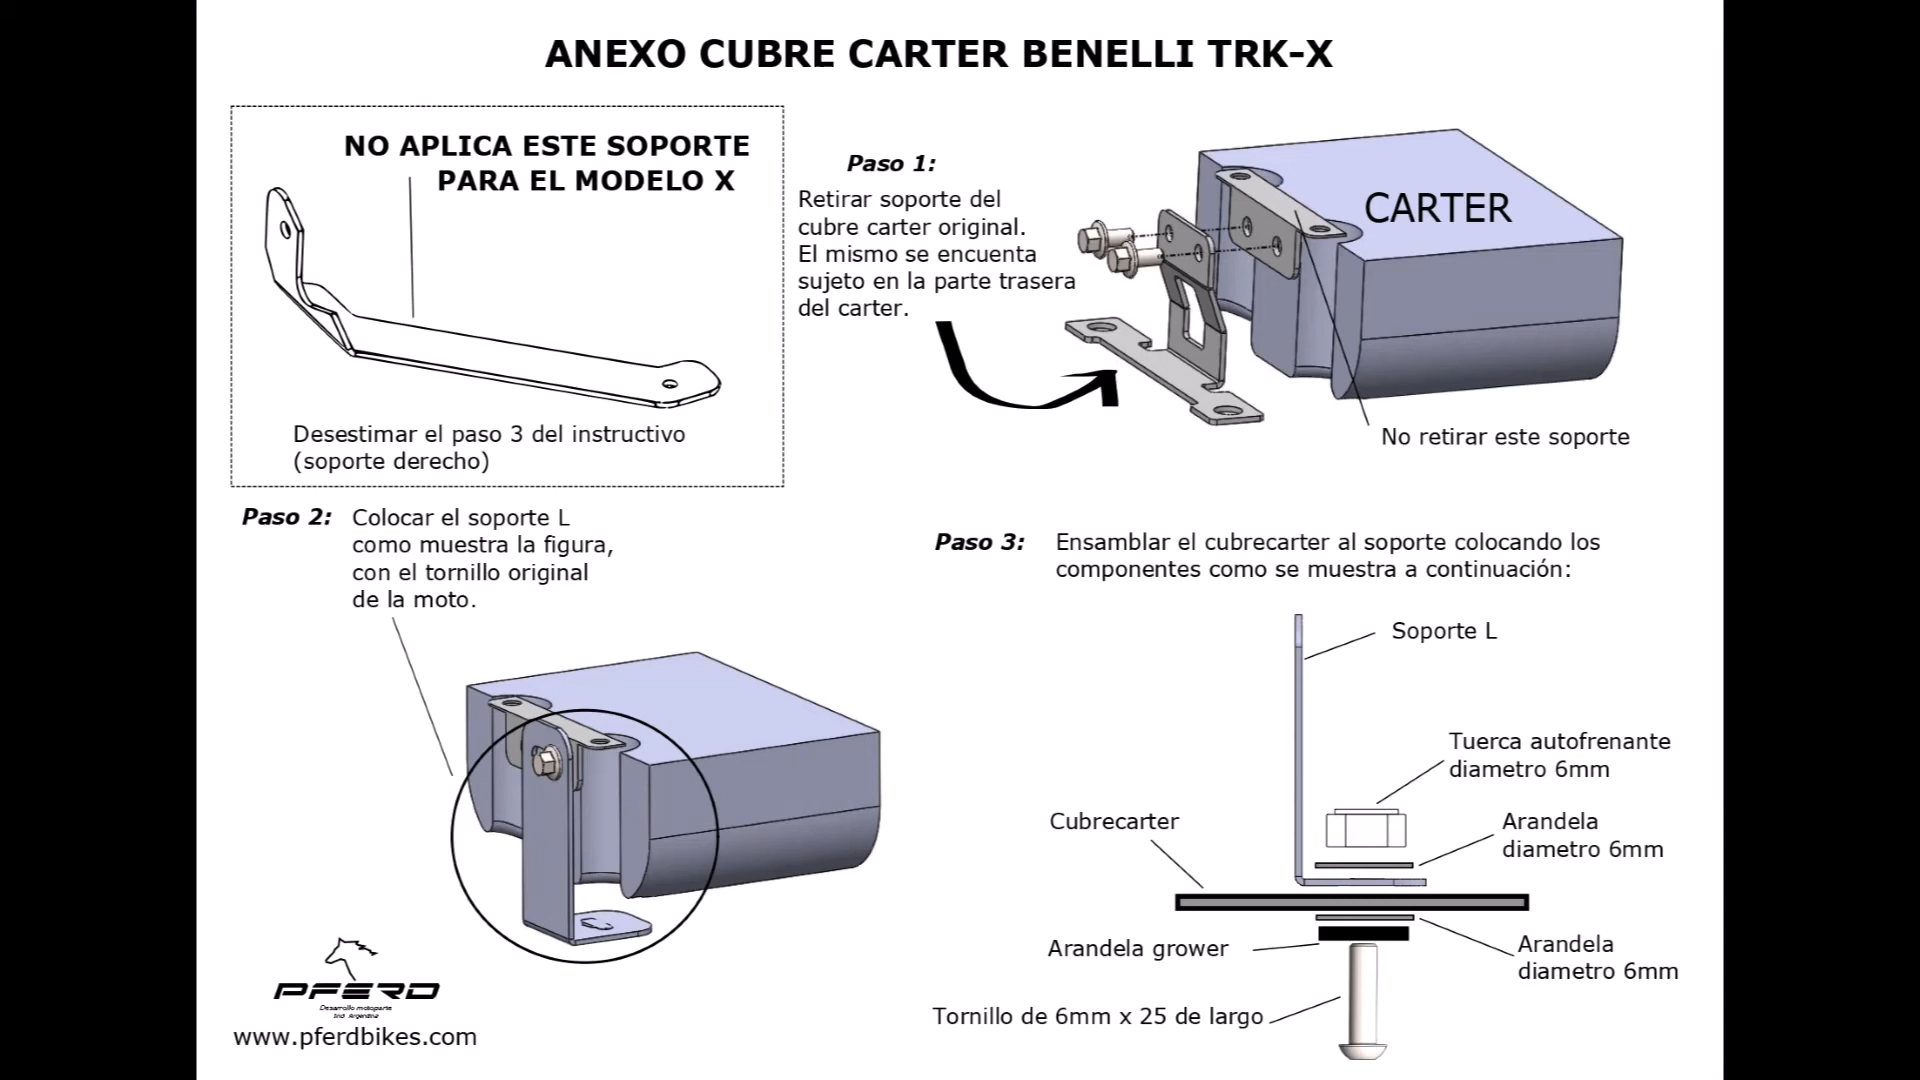 ANEXO CUBRE CARTER BENELLI TRK-X
NO APLICA ESTE SOPORTE
PARA EL MODELO X
Desestimar el paso 3 del instructivo
(soporte derecho)
Paso 1:
Retirar soporte del
cubre carter original.
El mismo se encuenta
sujeto en la parte trasera
del carter.
CARTER
No retirar este soporte
Paso 2:
Colocar el soporte L
como muestra la figura,
con el tornillo original
de la moto.
Paso 3:
Ensamblar el cubrecarter al soporte colocando los
componentes como se muestra a continuación:
Soporte L
Tuerca autofrenante
diametro 6mm
Cubrecarter
Arandela
diametro 6mm
Arandela grower
Arandela
diametro 6mm
Tornillo de 6mm x 25 de largo
PFERD
Desarrollo motoparte
Ind Argentina
www.pferdbikes.com